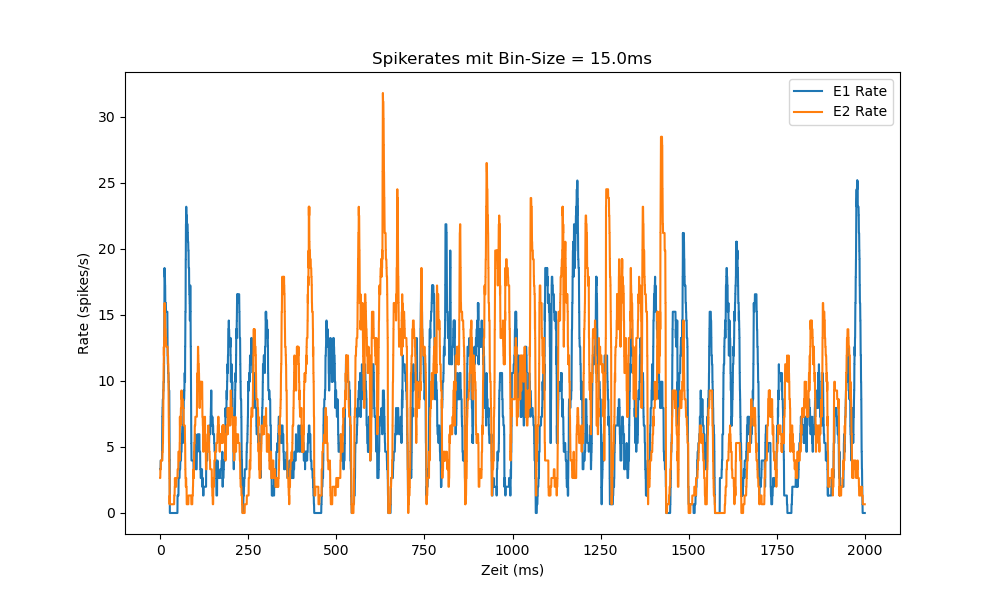 Spikerates mit Bin-Size = 15.0ms
E1 Rate
E2 Rate
Rate (spikes/s)
30
25
20
15
10
5
0
0 250 500 750 1000 1250 1500 1750 2000
Zeit (ms)